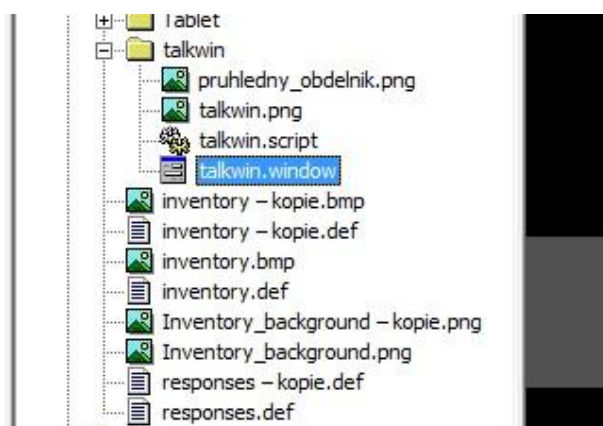 Tablet
talkwin
pruhledny_obdelnik.png
talkwin.png
talkwin.script
talkwin.window
inventory – kopie.bmp
inventory – kopie.def
inventory.bmp
inventory.def
Inventory_background – kopie.png
Inventory_background.png
responses – kopie.def
responses.def